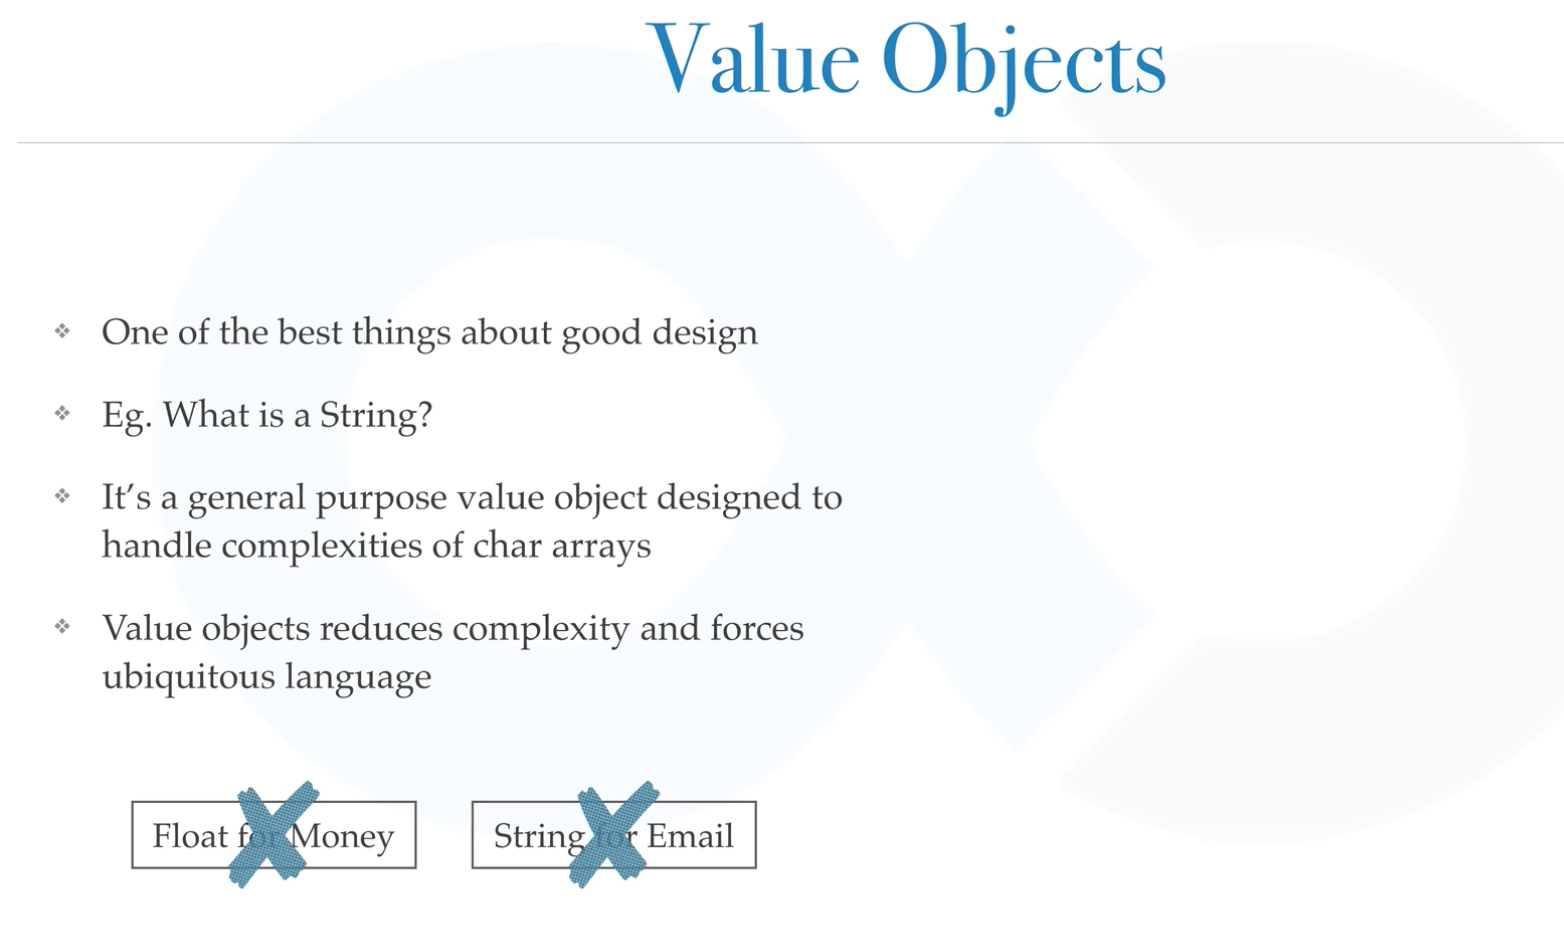 Value Objects
One of the best things about good design
Eg. What is a String?
It’s a general purpose value object designed to
handle complexities of char arrays
Value objects reduces complexity and forces
ubiquitous language
Float for Money
String for Email